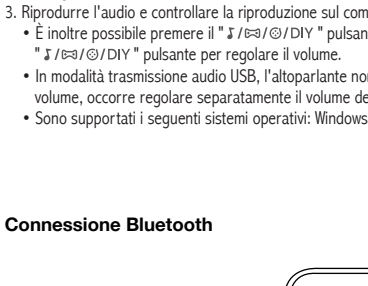 3. Riprodurre l'audio e controllare la riproduzione sul com
• È inoltre possibile premere il " /DIY " pulsan
" /DIY " pulsante per regolare il volume.
• In modalità trasmissione audio USB, l'altoparlante no
volume, occorre regolare separatamente il volume de
• Sono supportati i seguenti sistemi operativi: Windows
Connessione Bluetooth